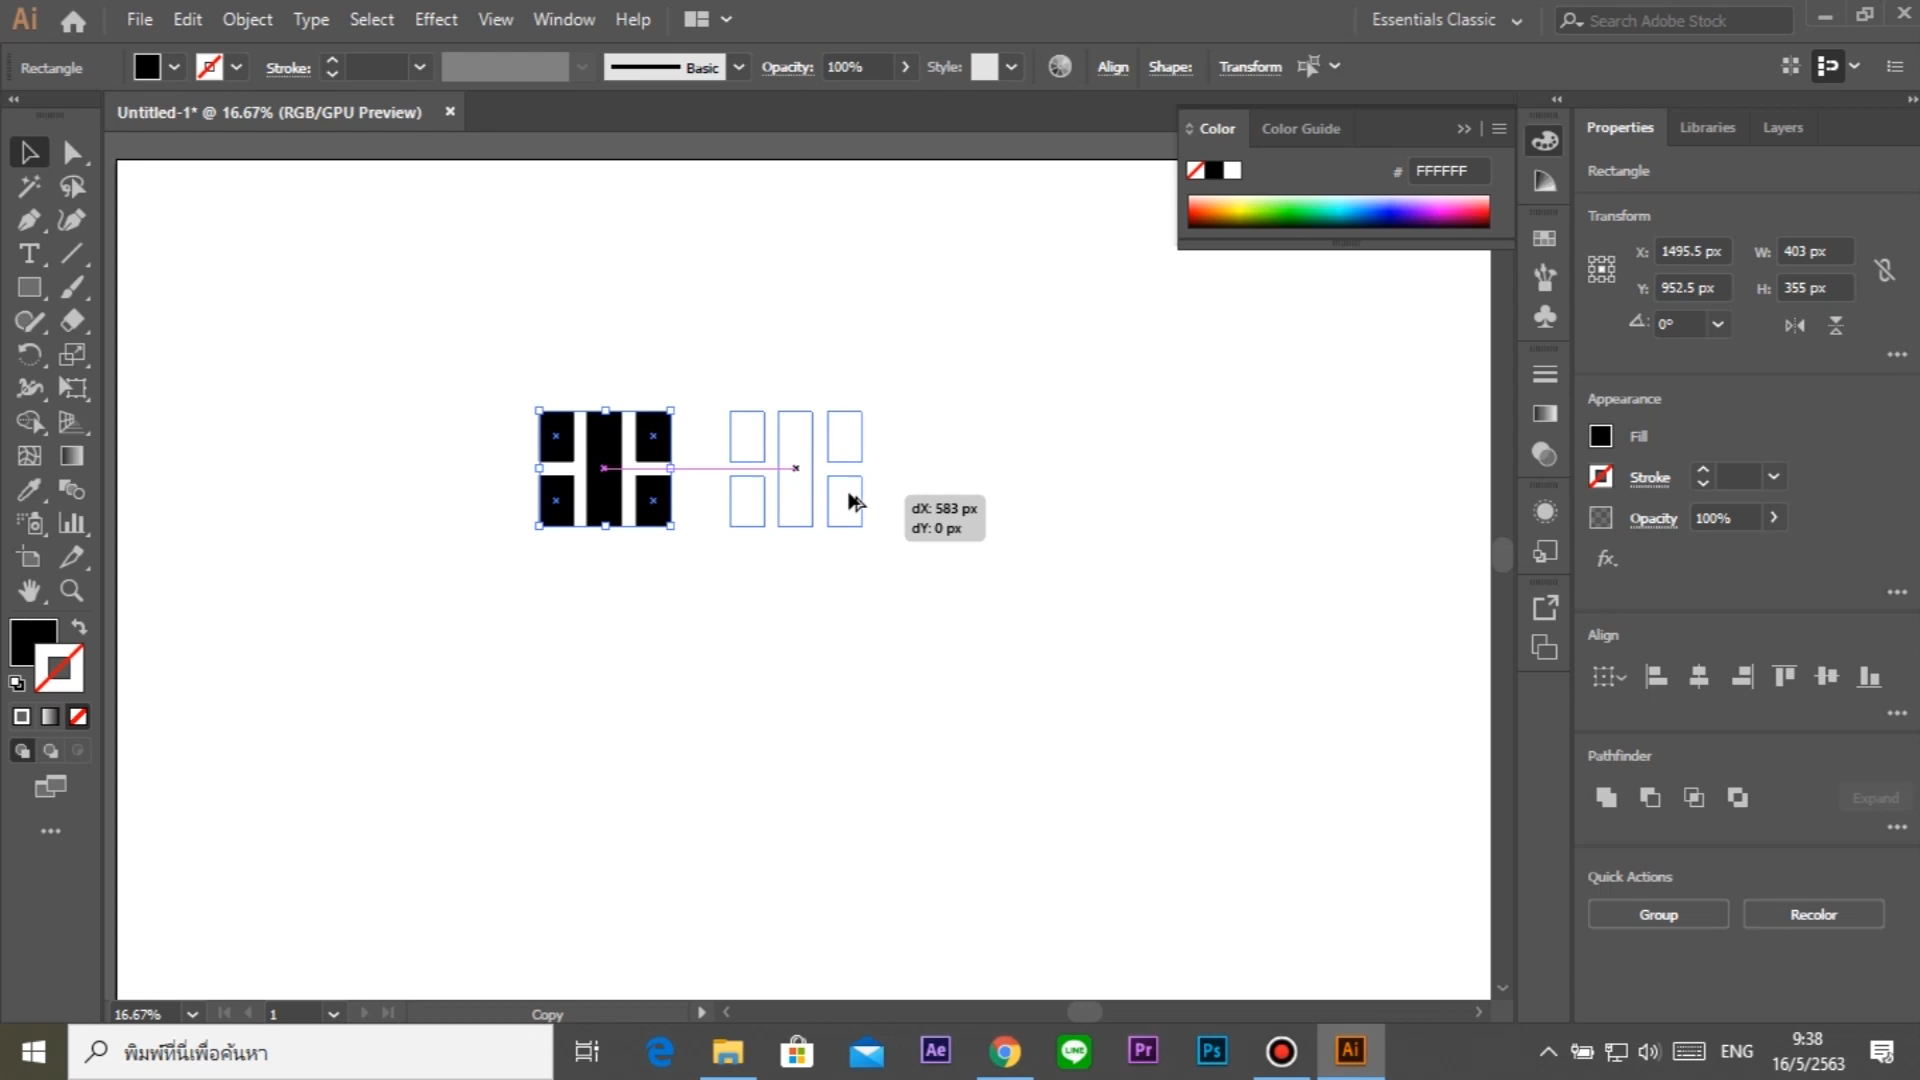 Ai
File Edit Object Type Select Effect View Window Help
Essentials Classic
Search Adobe Stock
Rectangle
Stroke:
Basic
Opacity: 100%
Style:
Align
Shape:
Transform
Untitled-1* @ 16.67% (RGB/GPU Preview)
Color
Color Guide
# FFFFFF
Properties
Libraries
Layers
Rectangle
Transform
X: 1495.5 px
W: 403 px
Y: 952.5 px
H: 355 px
0°
Appearance
Fill
Stroke
Opacity 100%
fx.
dX: 583 px
dY: 0 px
Align
Pathfinder
Expand
Quick Actions
Group
Recolor
16.67%
1
Copy
พิมพ์ที่นี่เพื่อค้นหา
Ae
LINE
Pr
Ps
Ai
ENG
9:38
16/5/2563